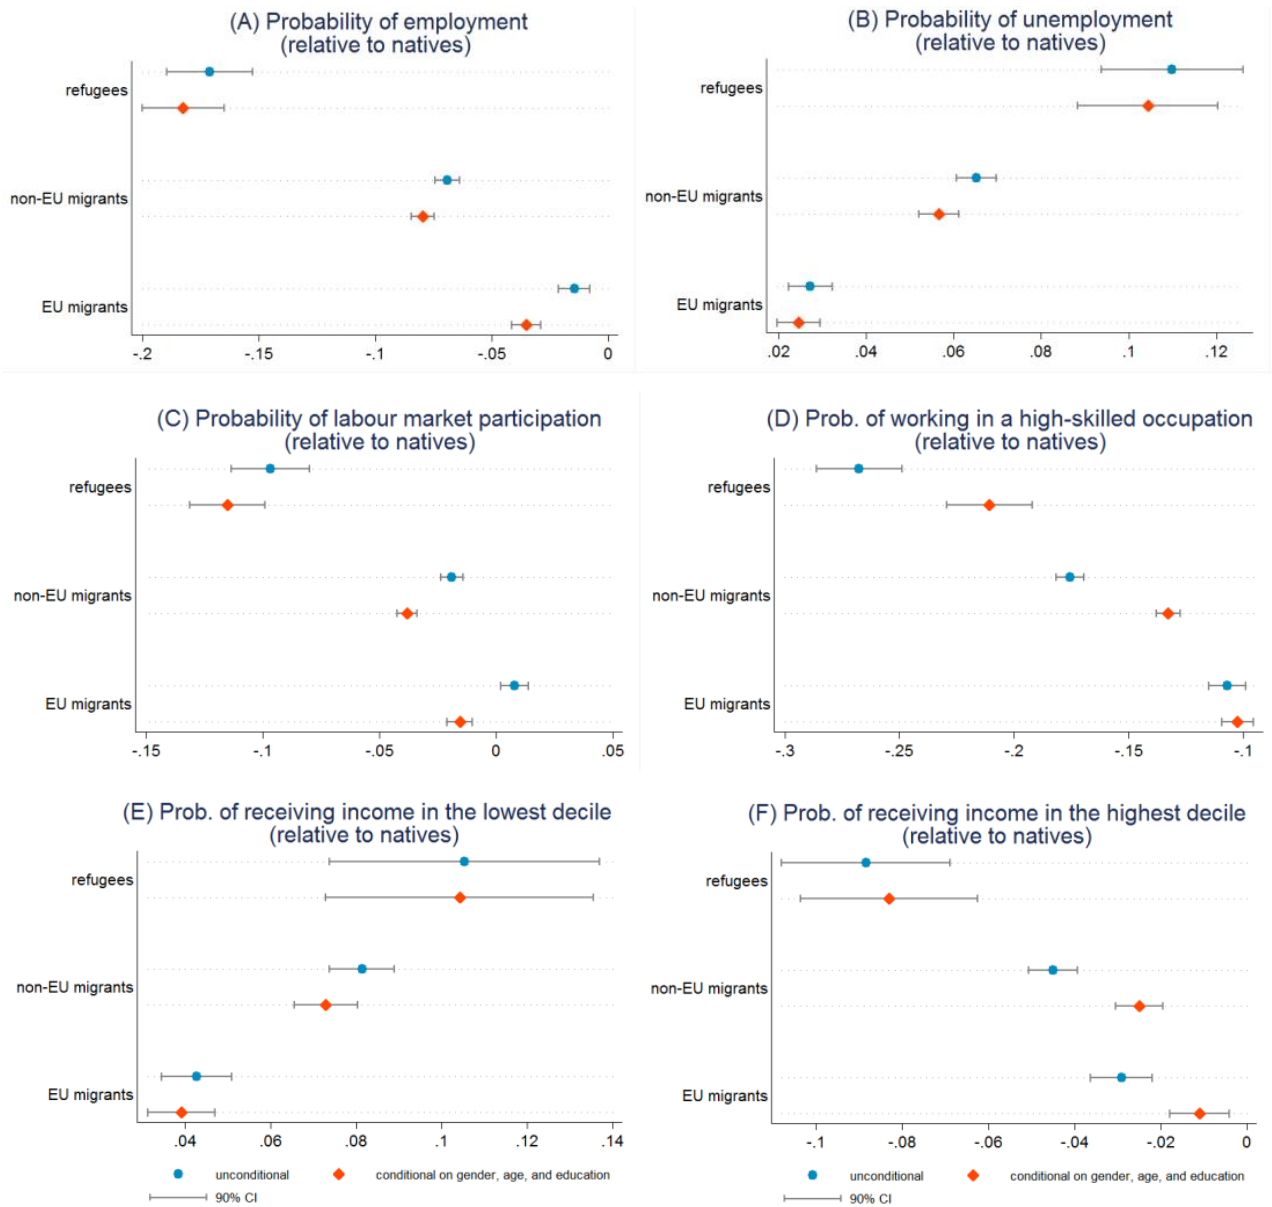 (A) Probability of employment
(relative to natives)
refugees
non-EU migrants
EU migrants
-.2 -.15 -.1 -.05 0
(B) Probability of unemployment
(relative to natives)
refugees
non-EU migrants
EU migrants
.02 .04 .06 .08 .1 .12
(C) Probability of labour market participation
(relative to natives)
refugees
non-EU migrants
EU migrants
-.15 -.1 -.05 0 .05
(D) Prob. of working in a high-skilled occupation
(relative to natives)
refugees
non-EU migrants
EU migrants
-.3 -.25 -.2 -.15 -.1
(E) Prob. of receiving income in the lowest decile
(relative to natives)
refugees
non-EU migrants
EU migrants
.04 .06 .08 .1 .12 .14
unconditional conditional on gender, age, and education
90% CI
(F) Prob. of receiving income in the highest decile
(relative to natives)
refugees
non-EU migrants
EU migrants
-.1 -.08 -.06 -.04 -.02 0
unconditional conditional on gender, age, and education
90% CI